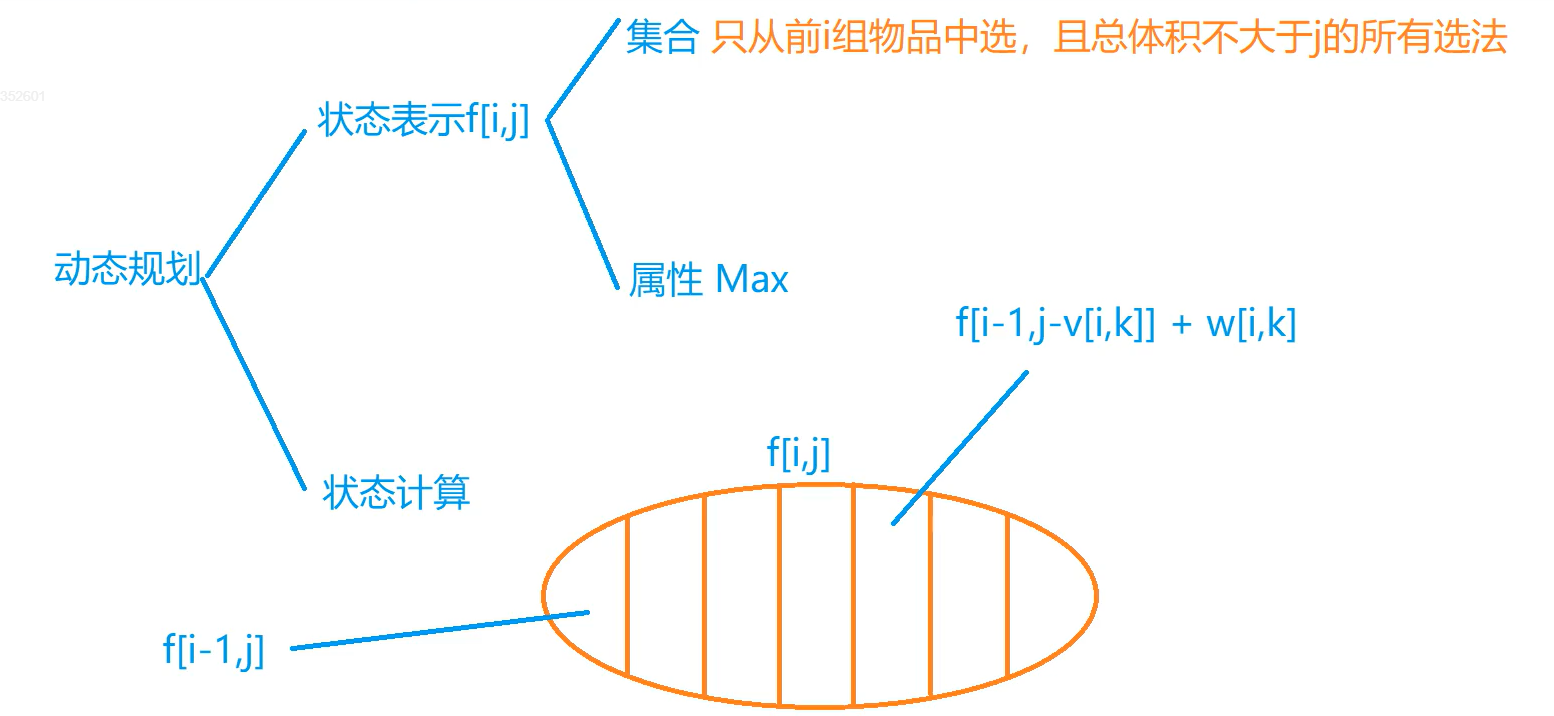 集合 只从前i组物品中选，且总体积不大于j的所有选法
352601
状态表示f[i,j]
动态规划
属性 Max
f[i-1,j-v[i,k]] + w[i,k]
f[i,j]
状态计算
f[i-1,j]